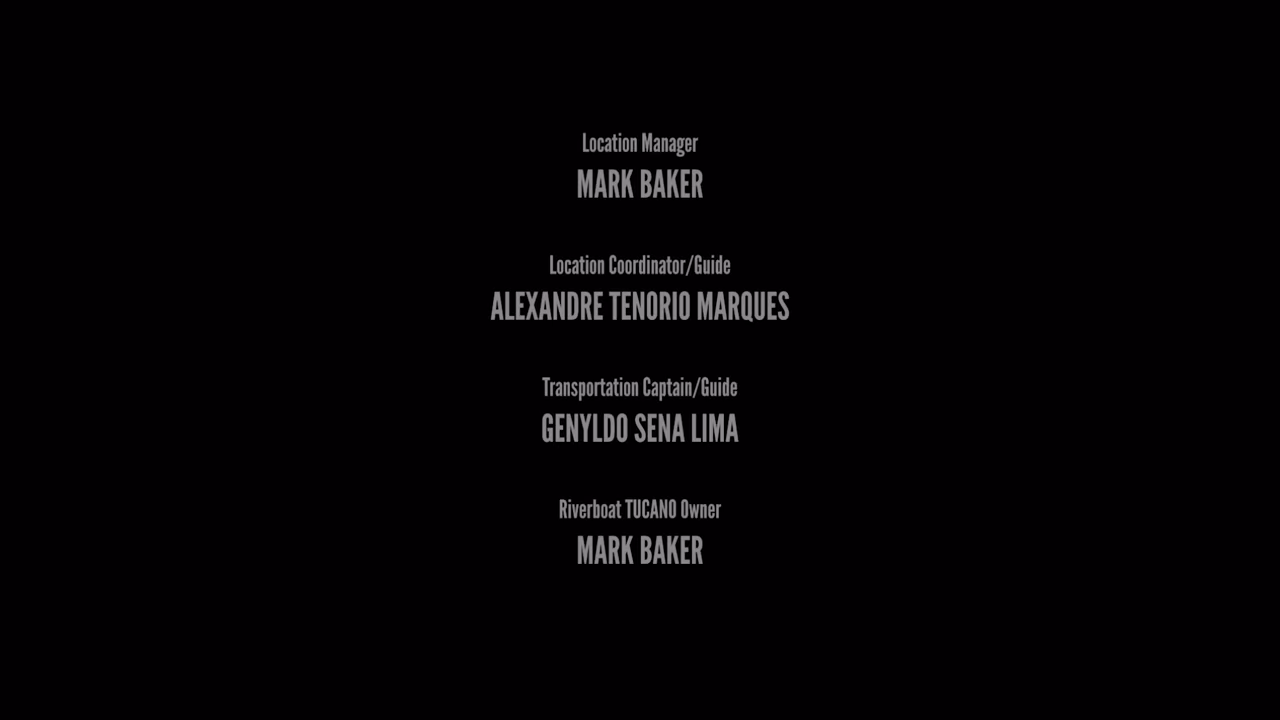 Location Manager
MARK BAKER
Location Coordinator/Guide
ALEXANDRE TENORIO MARQUES
Transportation Captain/Guide
GENYLDO SENA LIMA
Riverboat TUCANO Owner
MARK BAKER